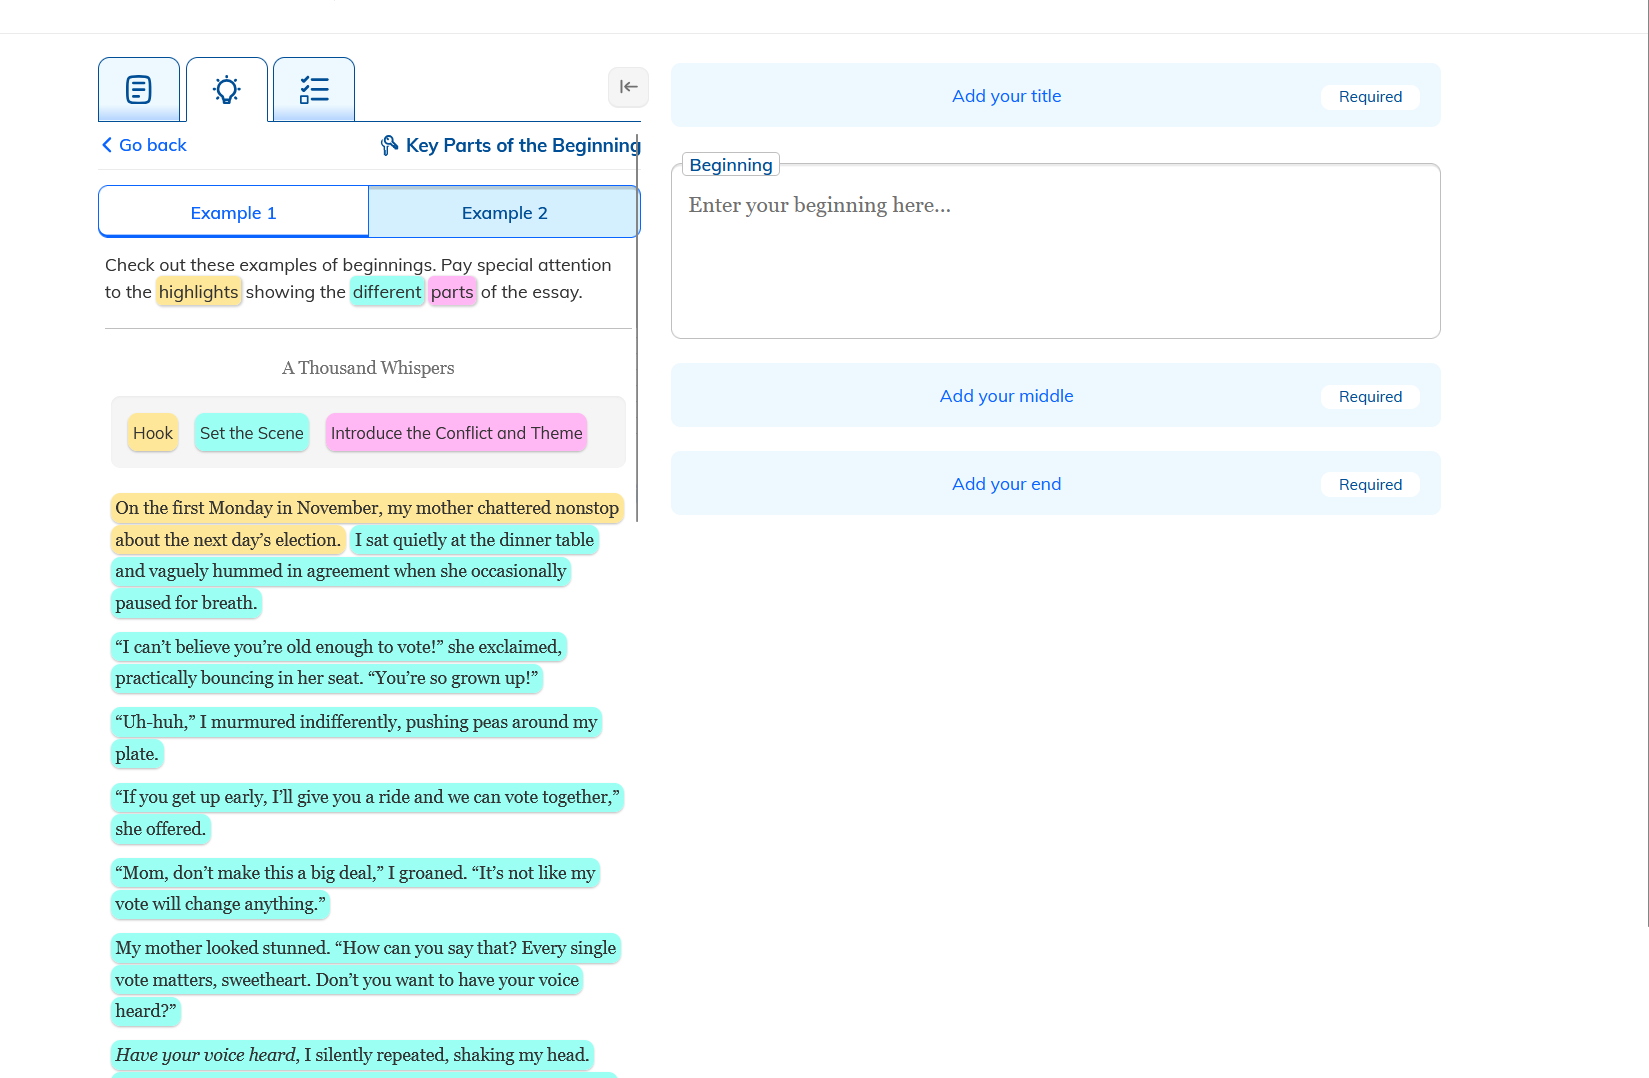 Go back
Key Parts of the Beginning
Example 1
Example 2
Check out these examples of beginnings. Pay special attention
to the highlights showing the different parts of the essay.
A Thousand Whispers
Hook
Set the Scene
Introduce the Conflict and Theme
On the first Monday in November, my mother chattered nonstop
about the next day’s election. I sat quietly at the dinner table
and vaguely hummed in agreement when she occasionally
paused for breath.
“I can’t believe you’re old enough to vote!” she exclaimed,
practically bouncing in her seat. “You’re so grown up!”
“Uh-huh,” I murmured indifferently, pushing peas around my
plate.
“If you get up early, I’ll give you a ride and we can vote together,”
she offered.
“Mom, don’t make this a big deal,” I groaned. “It’s not like my
vote will change anything.”
My mother looked stunned. “How can you say that? Every single
vote matters, sweetheart. Don’t you want to have your voice
heard?”
Have your voice heard, I silently repeated, shaking my head.
Add your title
Required
Beginning
Enter your beginning here...
Add your middle
Required
Add your end
Required